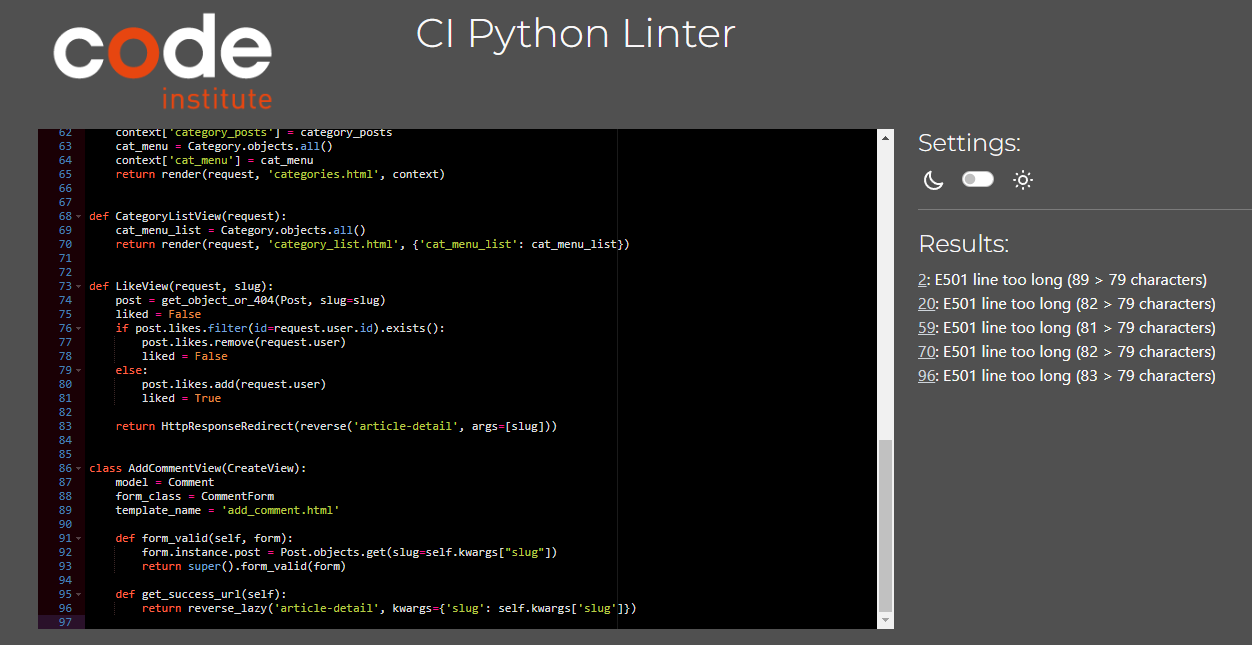 code
institute
CI Python Linter
62 context['category_posts'] = category_posts
63 cat_menu = Category.objects.all()
64 context['cat_menu'] = cat_menu
65 return render(request, 'categories.html', context)
66
67
68 def CategoryListView(request):
69 cat_menu_list = Category.objects.all()
70 return render(request, 'category_list.html', {'cat_menu_list': cat_menu_list})
71
72
73 def LikeView(request, slug):
74 post = get_object_or_404(Post, slug=slug)
75 liked = False
76 if post.likes.filter(id=request.user.id).exists():
77 post.likes.remove(request.user)
78 liked = False
79 else:
80 post.likes.add(request.user)
81 liked = True
82
83 return HttpResponseRedirect(reverse('article-detail', args=[slug]))
84
85
86 class AddCommentView(CreateView):
87 model = Comment
88 form_class = CommentForm
89 template_name = 'add_comment.html'
90
91 def form_valid(self, form):
92 form.instance.post = Post.objects.get(slug=self.kwargs["slug"])
93 return super().form_valid(form)
94
95 def get_success_url(self):
96 return reverse_lazy('article-detail', kwargs={'slug': self.kwargs['slug']})
97
Settings:
Results:
2: E501 line too long (89 > 79 characters)
20: E501 line too long (82 > 79 characters)
59: E501 line too long (81 > 79 characters)
70: E501 line too long (82 > 79 characters)
96: E501 line too long (83 > 79 characters)